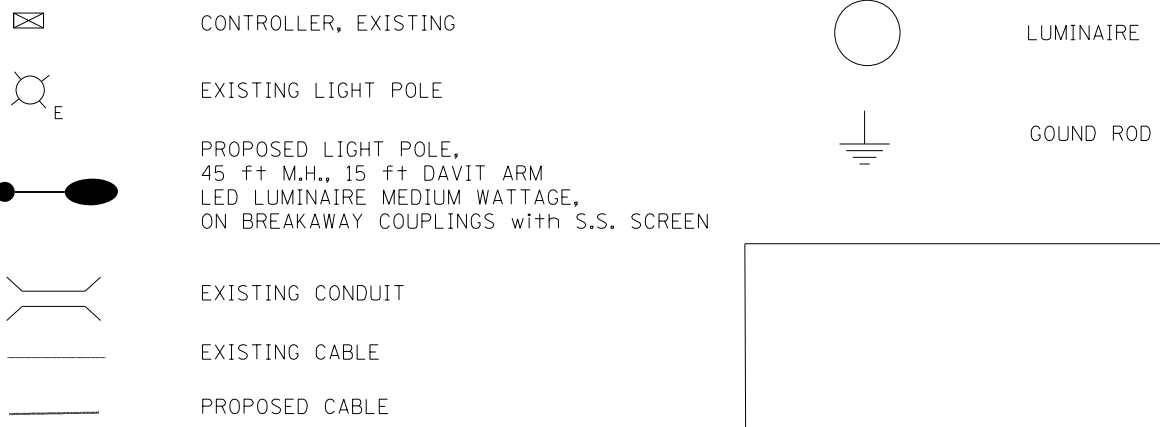 CONTROLLER, EXISTING
EXISTING LIGHT POLE
E
PROPOSED LIGHT POLE,
45 ft M.H., 15 ft DAVIT ARM
LED LUMINAIRE MEDIUM WATTAGE,
ON BREAKAWAY COUPLINGS with S.S. SCREEN
EXISTING CONDUIT
EXISTING CABLE
PROPOSED CABLE
LUMINAIRE
GOUND ROD